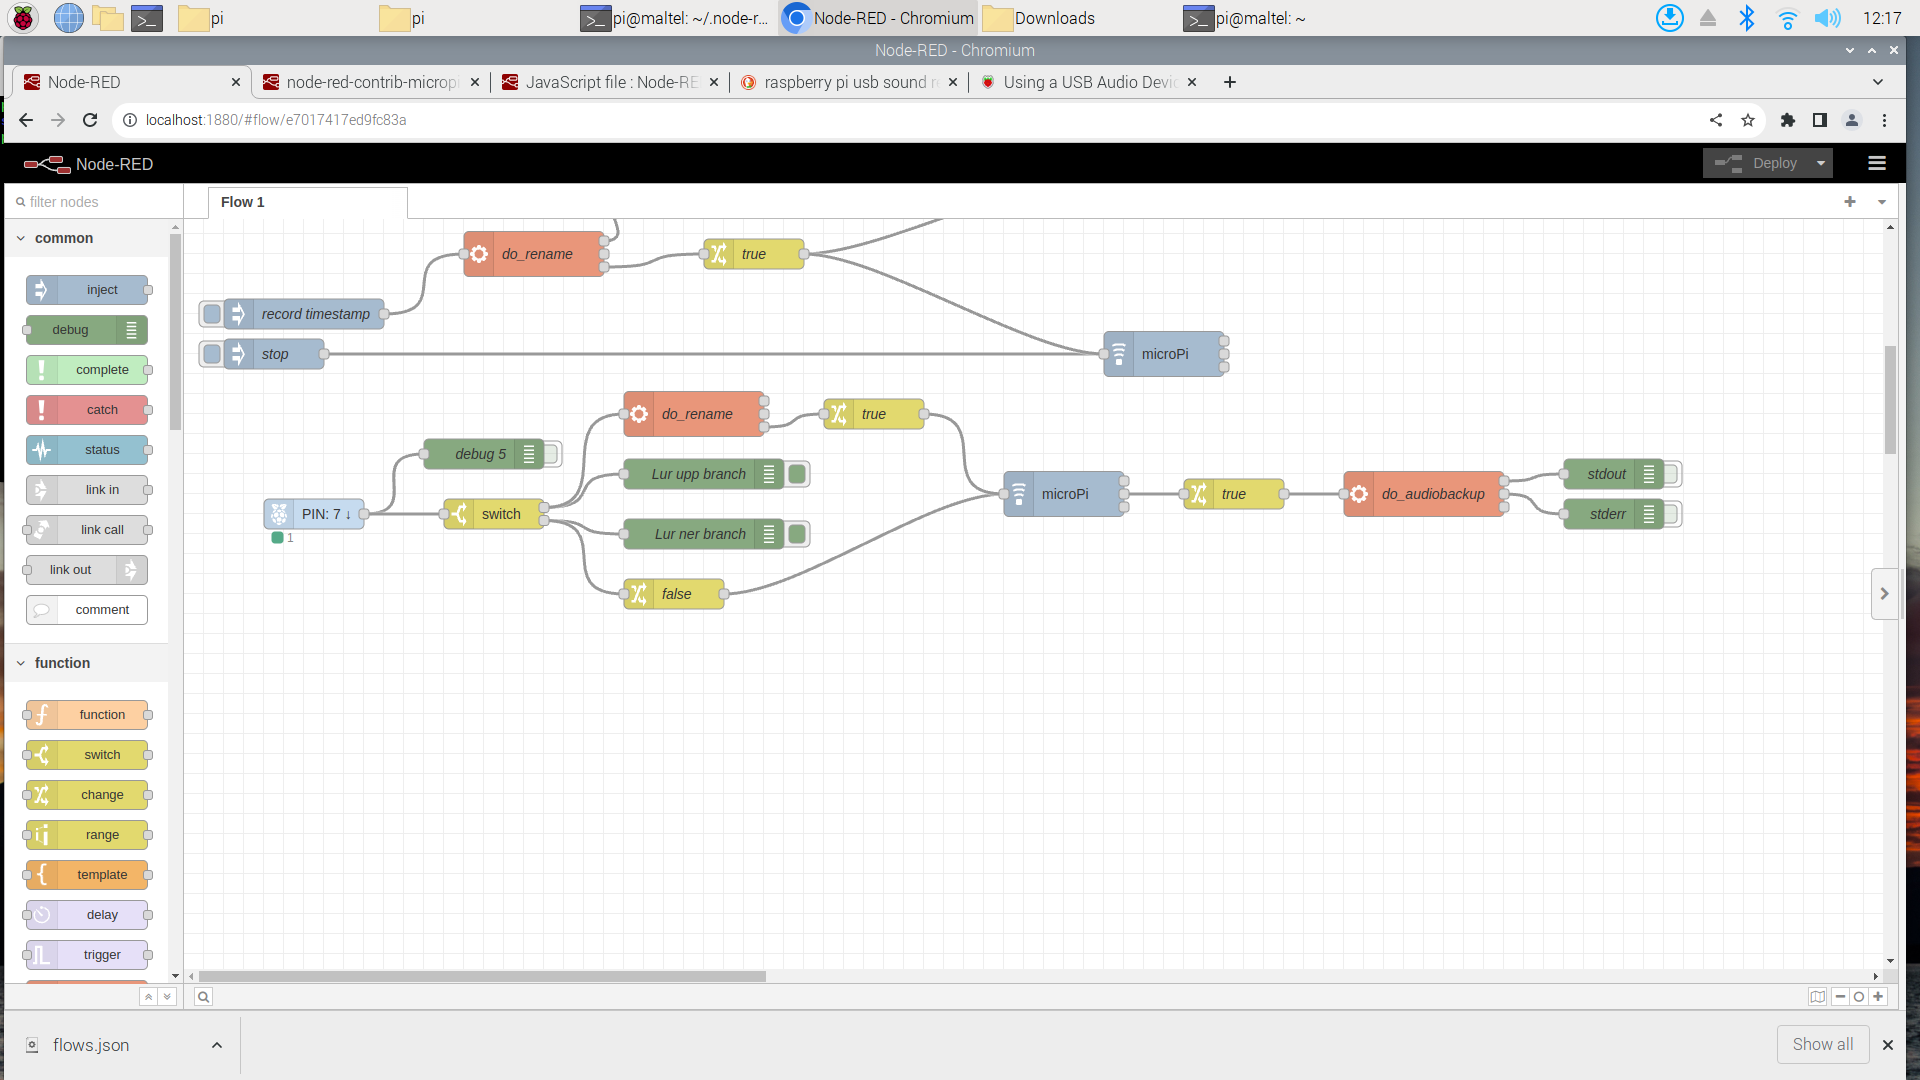 pi
pi
pi@maltel: ~/.node-r...
Node-RED - Chromium
Downloads
pi@maltel: ~
12:17
Node-RED - Chromium
Node-RED
node-red-contrib-microp
JavaScript file : Node-RE
raspberry pi usb sound r
Using a USB Audio Devic
localhost:1880/#flow/e7017417ed9fc83a
Node-RED
Deploy
filter nodes
Flow 1
common
inject
debug
complete
catch
status
link in
link call
link out
comment
function
function
switch
change
range
template
delay
trigger
do_rename
true
record timestamp
stop
microPi
do_rename
true
debug 5
Lur upp branch
PIN: 7 ↓
1
switch
microPi
true
do_audiobackup
stdout
stderr
Lur ner branch
false
flows.json
Show all